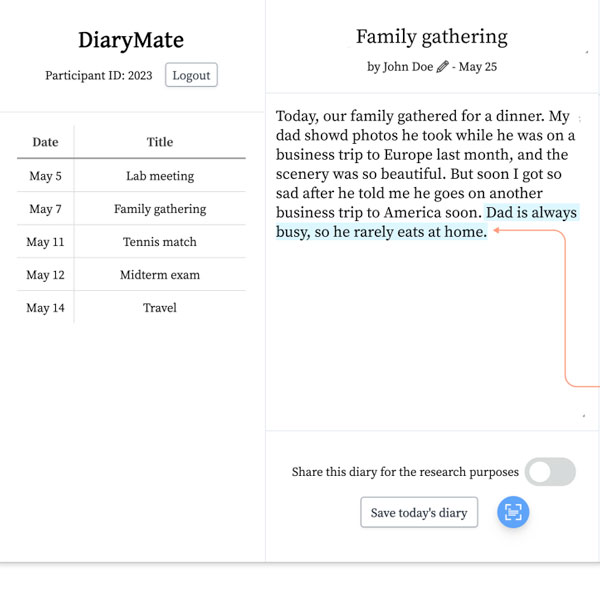 DiaryMate
Participant ID: 2023 Logout
Date Title
May 5 Lab meeting
May 7 Family gathering
May 11 Tennis match
May 12 Midterm exam
May 14 Travel
Family gathering
by John Doe - May 25
Today, our family gathered for a dinner. My
dad showd photos he took while he was on a
business trip to Europe last month, and the
scenery was so beautiful. But soon I got so
sad after he told me he goes on another
business trip to America soon. Dad is always
busy, so he rarely eats at home.
Share this diary for the research purposes
Save today's diary